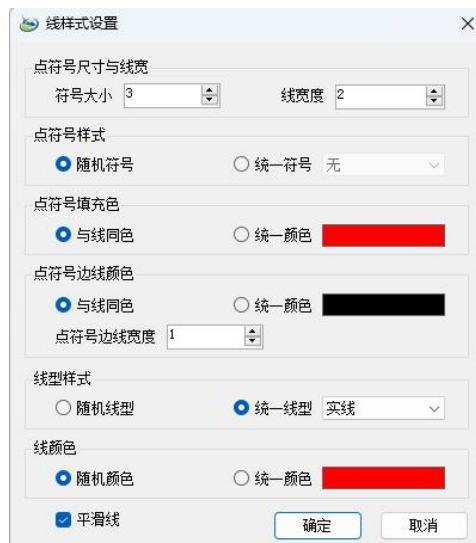 线样式设置
点符号尺寸与线宽
符号大小 3 线宽度 2
点符号样式
随机符号 统一符号 无
点符号填充色
与线同色 统一颜色
点符号边线颜色
与线同色 统一颜色
点符号边线宽度 1
线型样式
随机线型 统一线型 实线
线颜色
随机颜色 统一颜色
平滑线 确定 取消